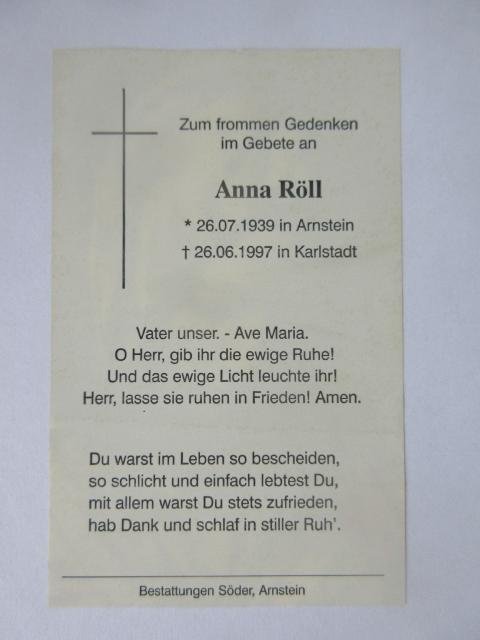 Zum frommen Gedenken
im Gebete an
Anna Röll
* 26.07.1939 in Arnstein
† 26.06.1997 in Karlstadt
Vater unser. - Ave Maria.
O Herr, gib ihr die ewige Ruhe!
Und das ewige Licht leuchte ihr!
Herr, lasse sie ruhen in Frieden! Amen.
Du warst im Leben so bescheiden,
so schlicht und einfach lebtest Du,
mit allem warst Du stets zufrieden,
hab Dank und schlaf in stiller Ruh'.
Bestattungen Söder, Arnstein